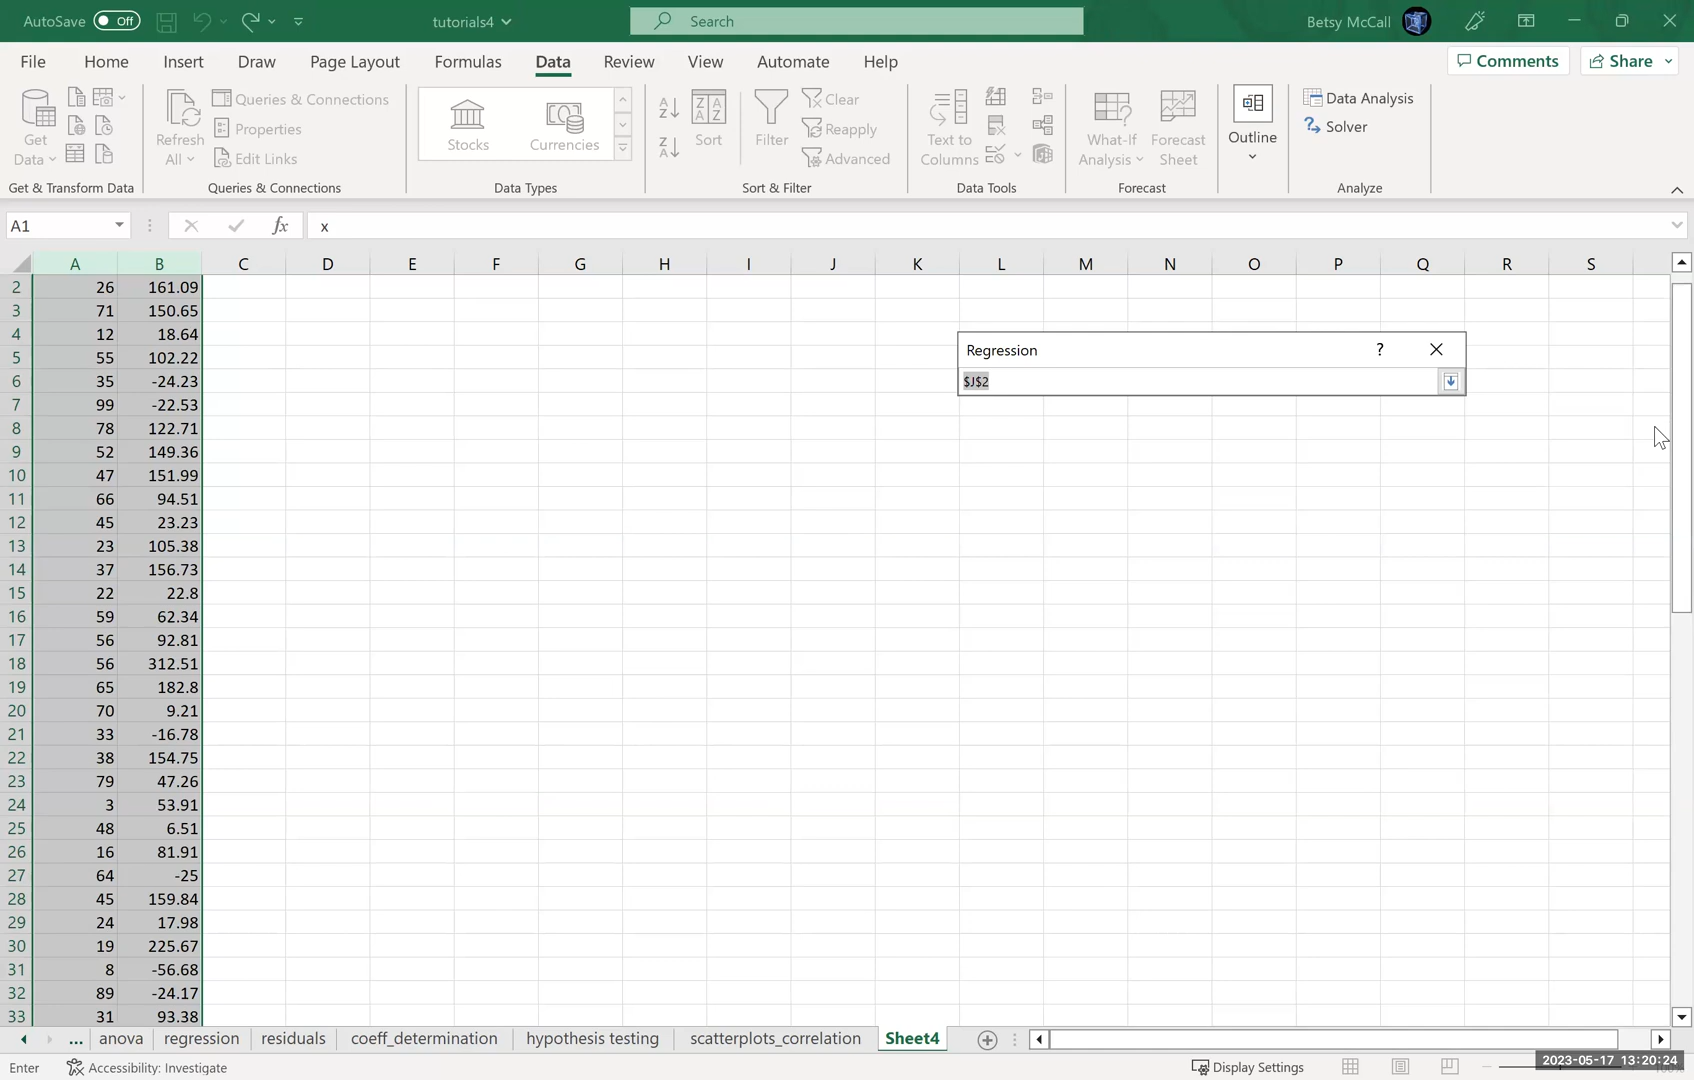 AutoSave Off tutorials4 Search Betsy McCall
File Home Insert Draw Page Layout Formulas Data Review View Automate Help Comments Share
Get Data
Refresh All
Queries & Connections
Properties
Edit Links
Stocks Currencies
A Z
Z A
Z A A Z
Sort
Filter
Clear
Reapply
Advanced
Text to Columns
What-If Analysis
Forecast Sheet
Outline
Data Analysis
Solver
Get & Transform Data Queries & Connections Data Types Sort & Filter Data Tools Forecast Analyze
A1 fx x
A B C D E F G H I J K L M N O P Q R S
2 26 161.09
3 71 150.65
4 12 18.64
5 55 102.22
6 35 -24.23
7 99 -22.53
8 78 122.71
9 52 149.36
10 47 151.99
11 66 94.51
12 45 23.23
13 23 105.38
14 37 156.73
15 22 22.8
16 59 62.34
17 56 92.81
18 56 312.51
19 65 182.8
20 70 9.21
21 33 -16.78
22 38 154.75
23 79 47.26
24 3 53.91
25 48 6.51
26 16 81.91
27 64 -25
28 45 159.84
29 24 17.98
30 19 225.67
31 8 -56.68
32 89 -24.17
33 31 93.38
Regression ?
$J$2
... anova regression residuals coeff_determination hypothesis testing scatterplots_correlation Sheet4
Enter Accessibility: Investigate Display Settings
2023-05-17 13:20:24